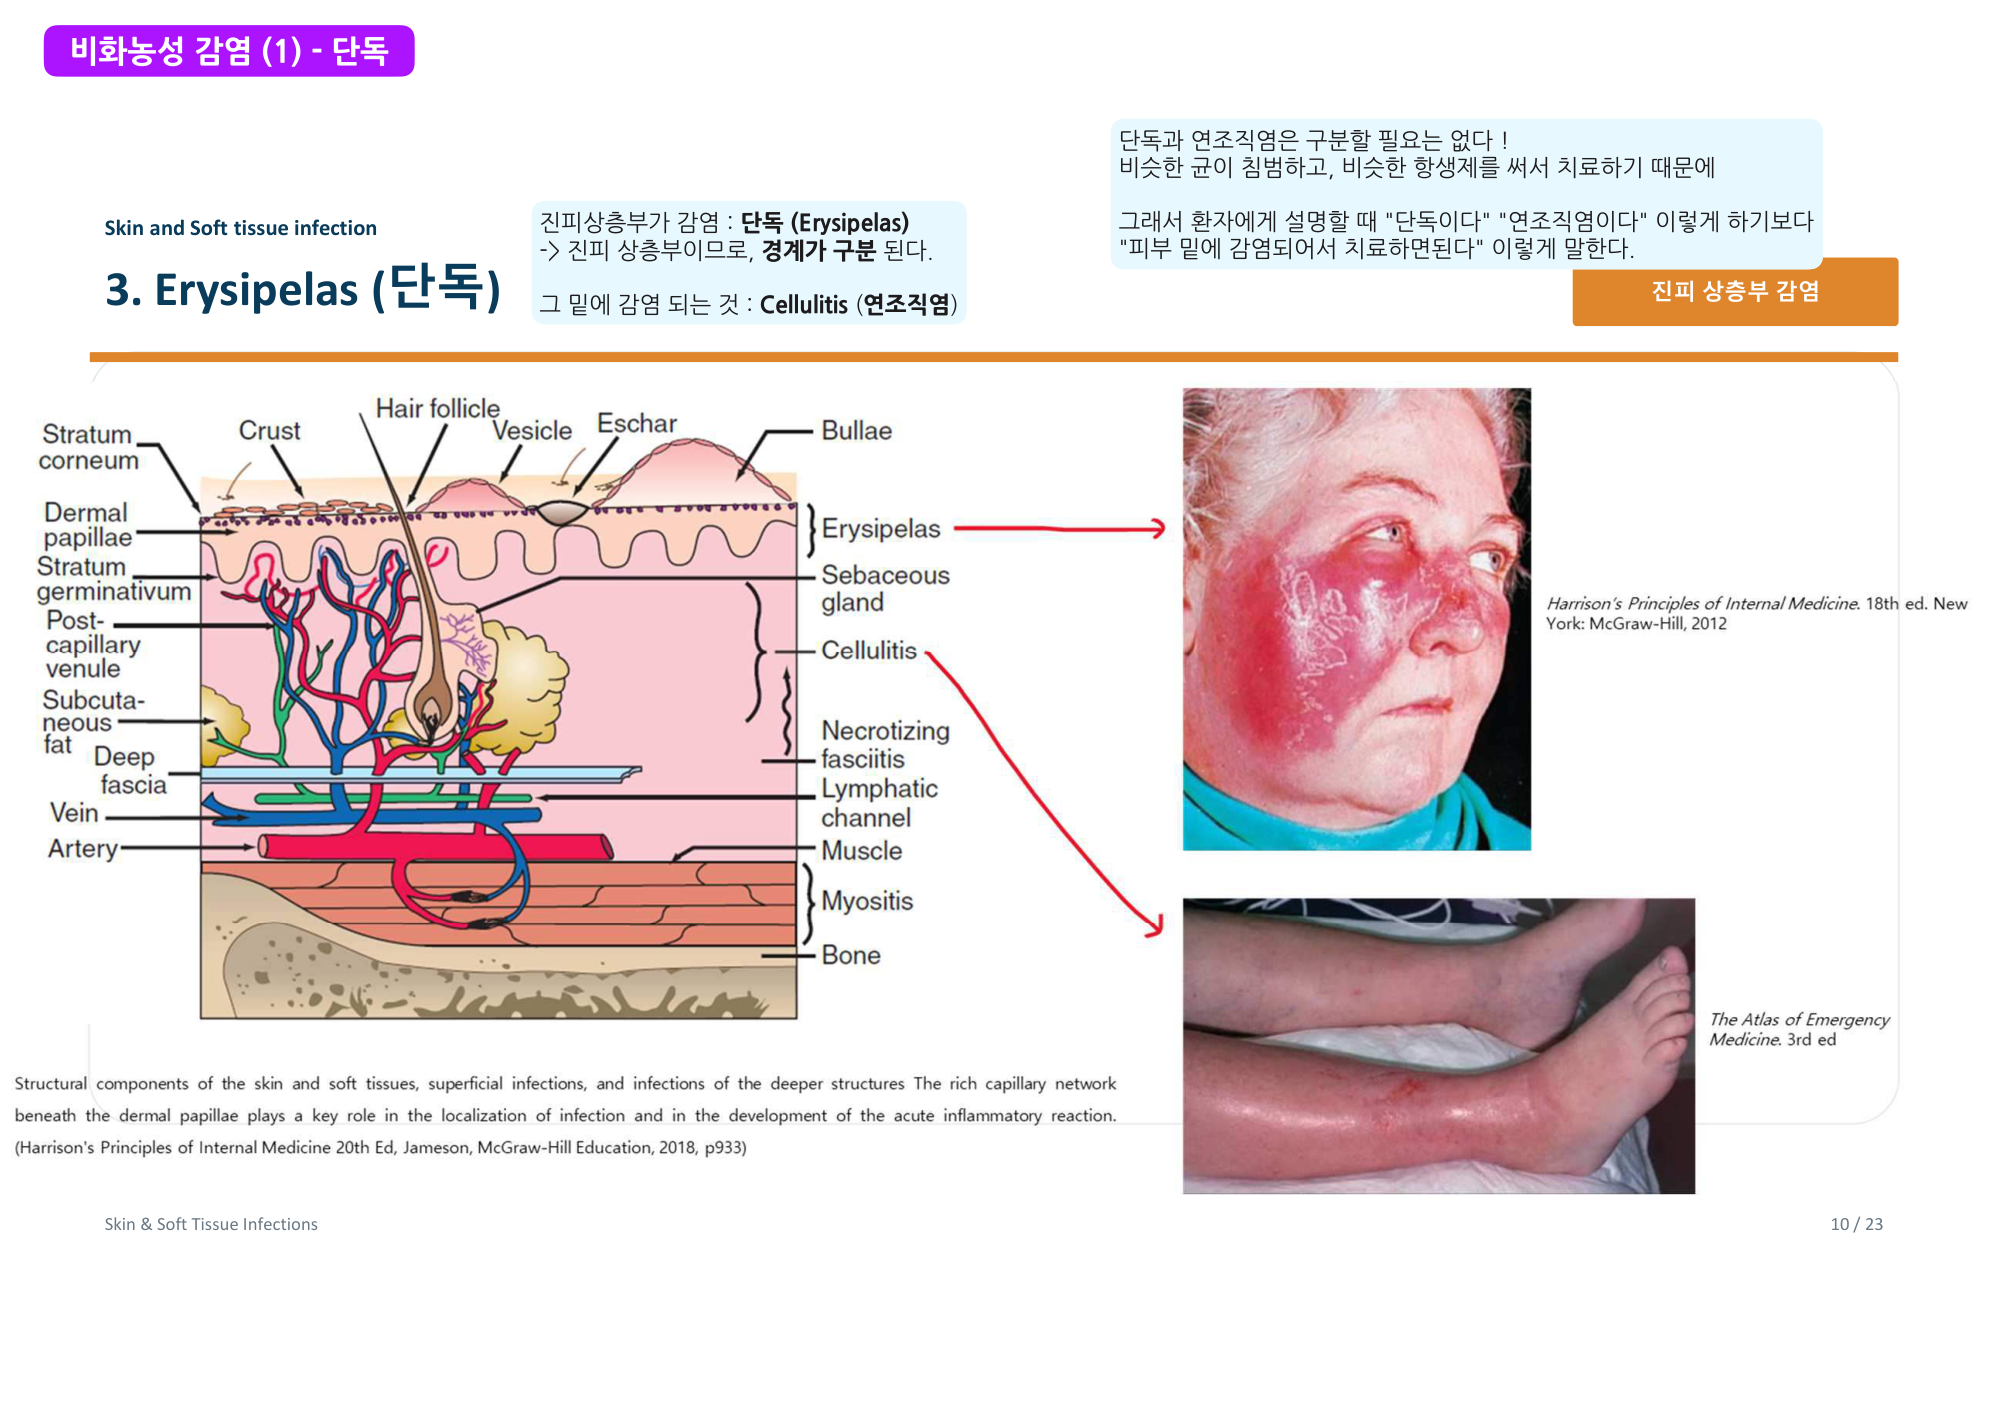 비화농성 감염 (1) - 단독
단독과 연조직염은 구분할 필요는 없다 !
비슷한 균이 침범하고, 비슷한 항생제를 써서 치료하기 때문에
그래서 환자에게 설명할 때 "단독이다" "연조직염이다" 이렇게 하기보다
"피부 밑에 감염되어서 치료하면된다" 이렇게 말한다.
Skin and Soft tissue infection
3. Erysipelas (단독)
진피상층부가 감염 : 단독 (Erysipelas)
-> 진피 상층부이므로, 경계가 구분 된다.
그 밑에 감염 되는 것 : Cellulitis (연조직염)
진피 상층부 감염
Stratum
corneum
Crust
Hair follicle
Vesicle
Eschar
Bullae
Dermal
papillae
Stratum
germinativum
Post-
capillary
venule
Subcuta-
neous
fat
Deep
fascia
Vein
Artery
Erysipelas
Sebaceous
gland
Cellulitis
Necrotizing
fasciitis
Lymphatic
channel
Muscle
Myositis
Bone
Harrison's Principles of Internal Medicine. 18th ed. New
York: McGraw-Hill, 2012
The Atlas of Emergency
Medicine. 3rd ed
Structural components of the skin and soft tissues, superficial infections, and infections of the deeper structures The rich capillary network
beneath the dermal papillae plays a key role in the localization of infection and in the development of the acute inflammatory reaction.
(Harrison's Principles of Internal Medicine 20th Ed, Jameson, McGraw-Hill Education, 2018, p933)
Skin & Soft Tissue Infections
10 / 23